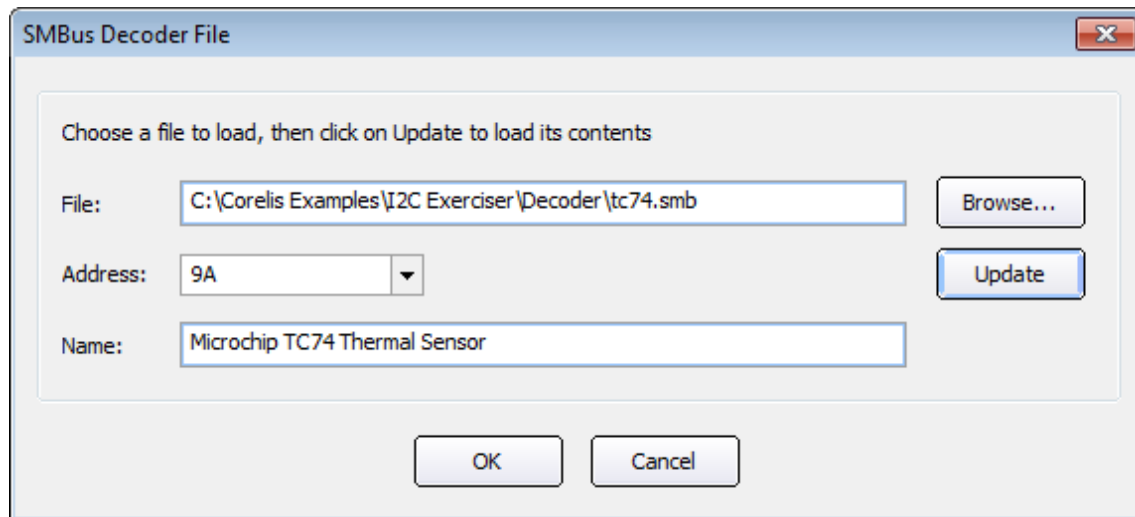 SMBus Decoder File
Choose a file to load, then click on Update to load its contents
File: C:\Corelis Examples\I2C Exerciser\Decoder\tc74.smb Browse...
Address: 9A Update
Name: Microchip TC74 Thermal Sensor
OK Cancel